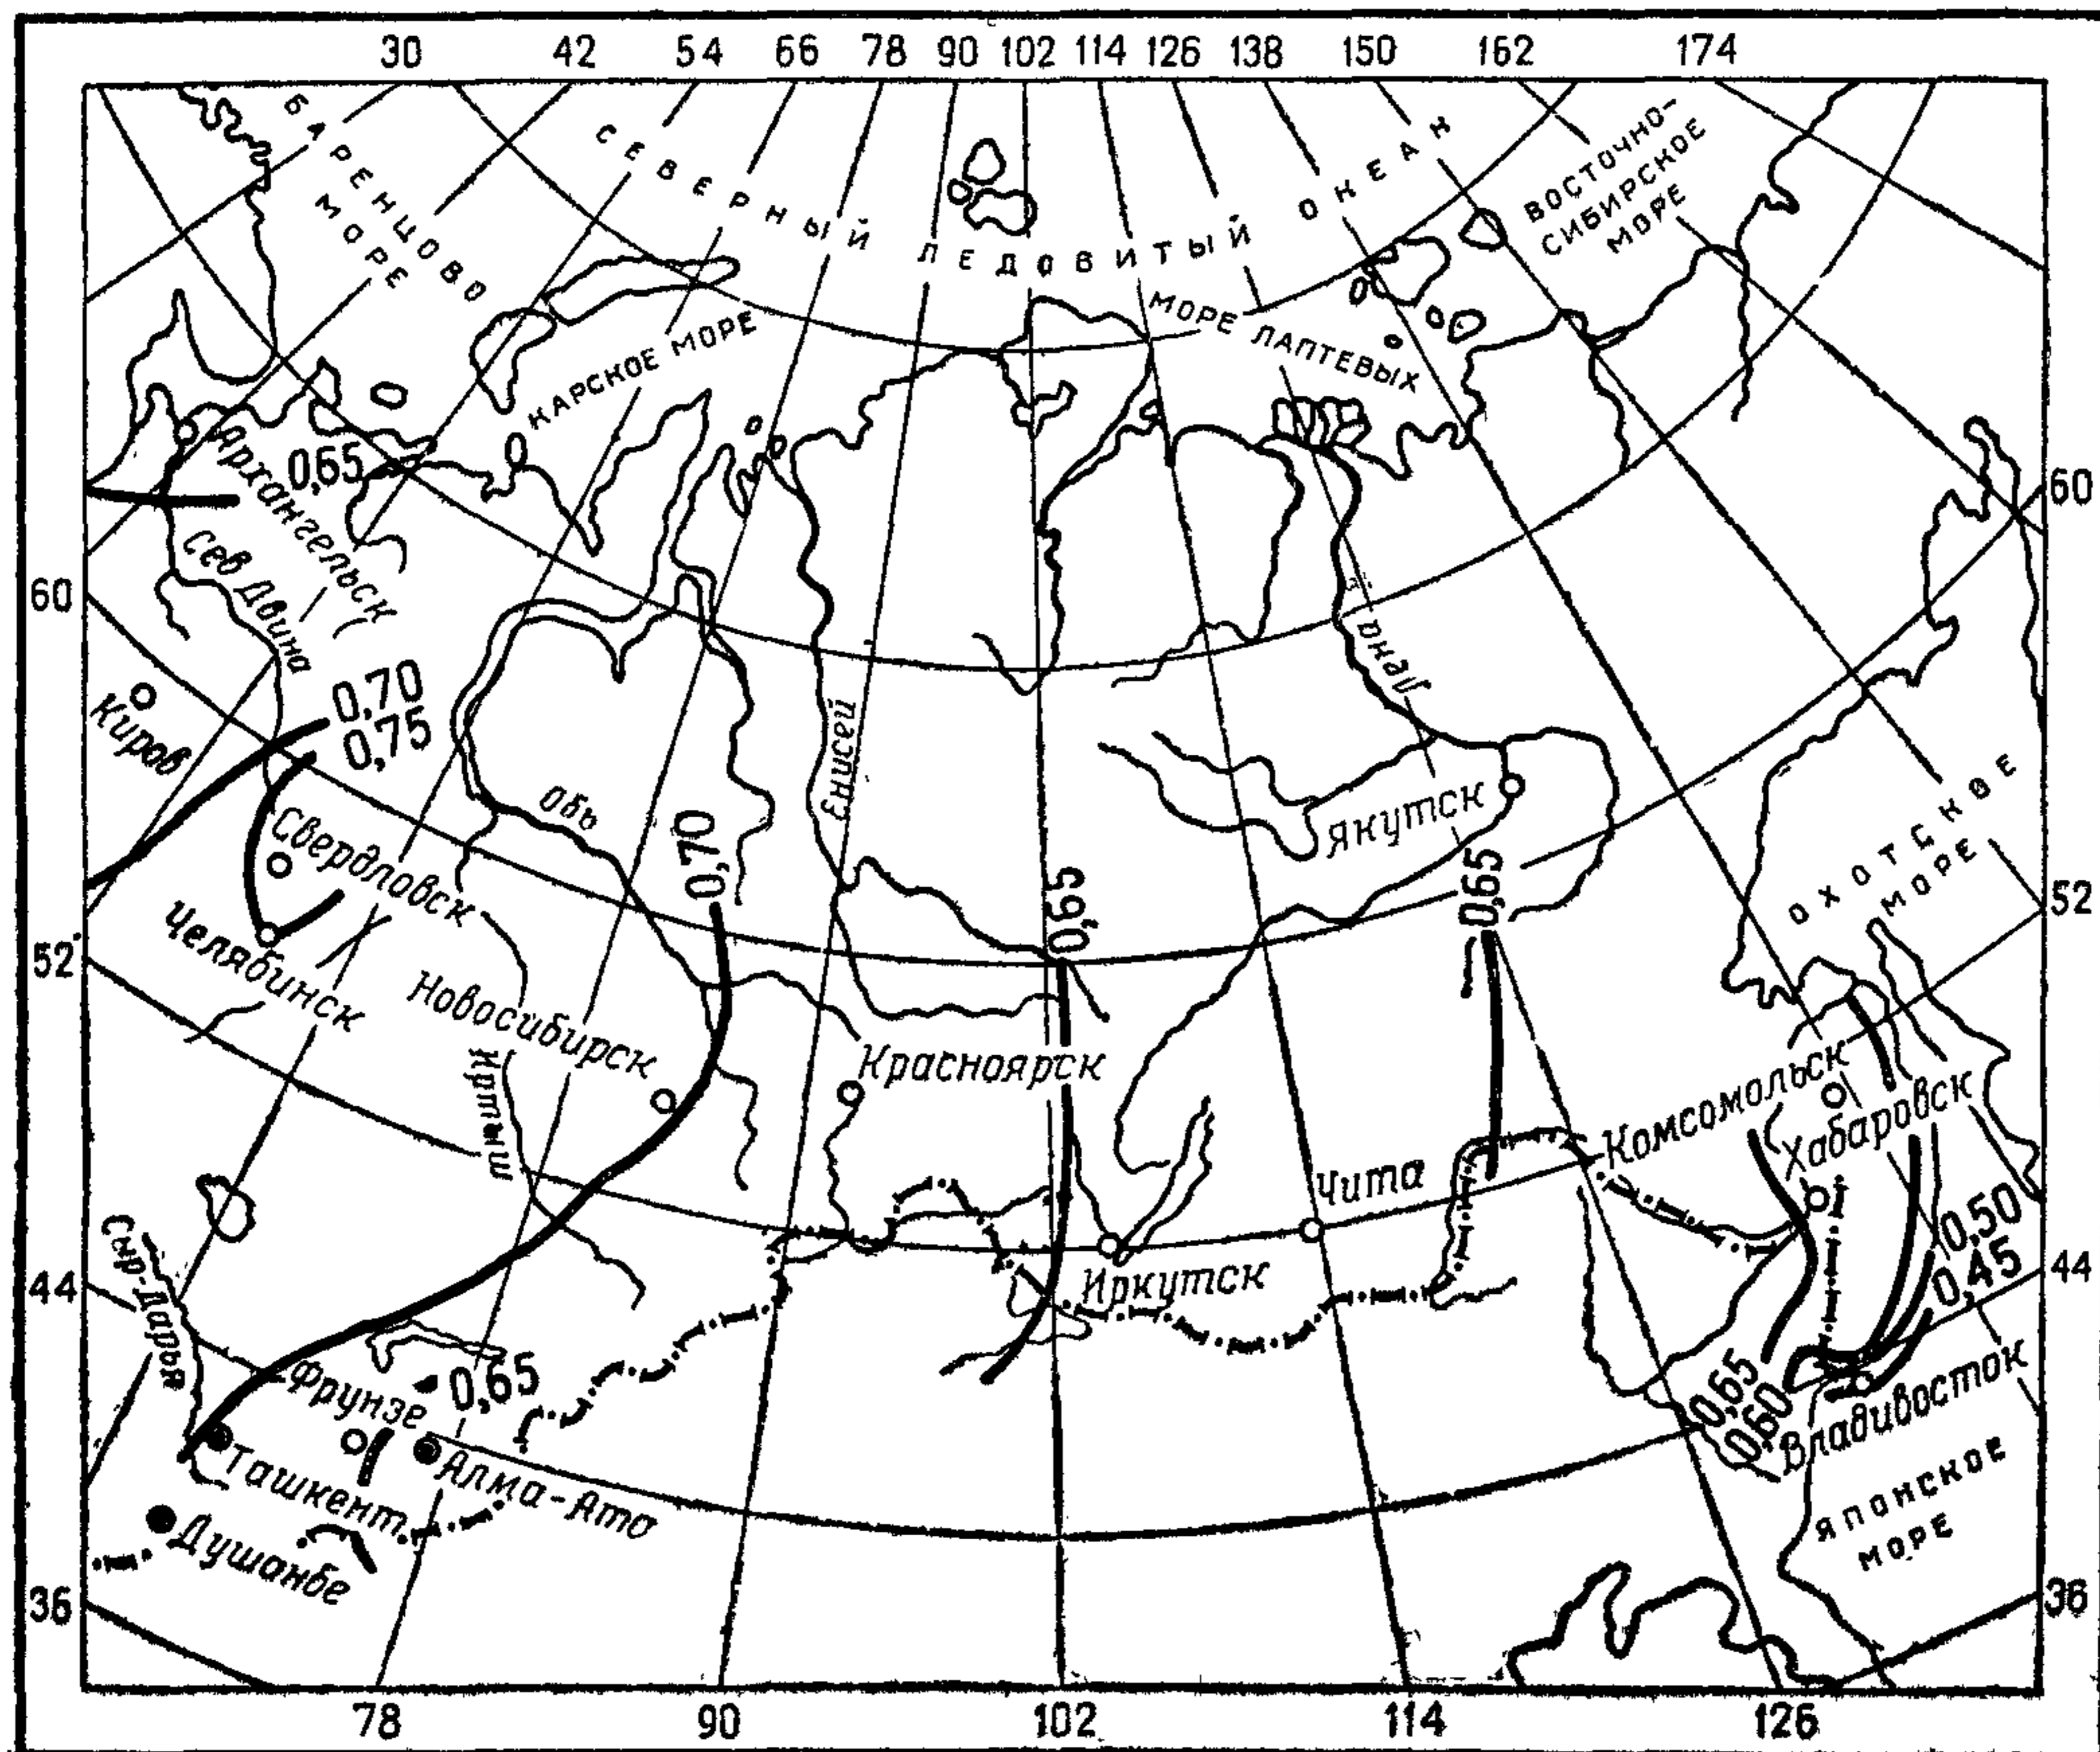 30 42 54 66 78 90 102 114 126 138 150 162 174
БАРЕНЦОВО
МОРЕ
СЕВЕРНЫЙ ЛЕДОВИТЫЙ ОКЕАН
ВОСТОЧНО-
СИБИРСКОЕ
МОРЕ
КАРСКОЕ МОРЕ
МОРЕ ЛАПТЕВЫХ
Архангельск
0,65
60
Сев Двина
Лена
60
Киров
0,70
0,75
Енисей
Обь
0,70
Свердловск
Якутск
0,65
0,65
ОХОТСКОЕ
МОРЕ
52
Челябинск
52
Новосибирск
Иртыш
Красноярск
Комсомольск
Хабаровск
Чита
0,50
0,45
Сыр-Дарья
Иркутск
44
44
Фрунзе
0,65
0,65
0,60
Владивосток
Ташкент
Алма-Ато
Душанбе
ЯПОНСКОЕ
МОРЕ
36
36
78 90 102 114 126